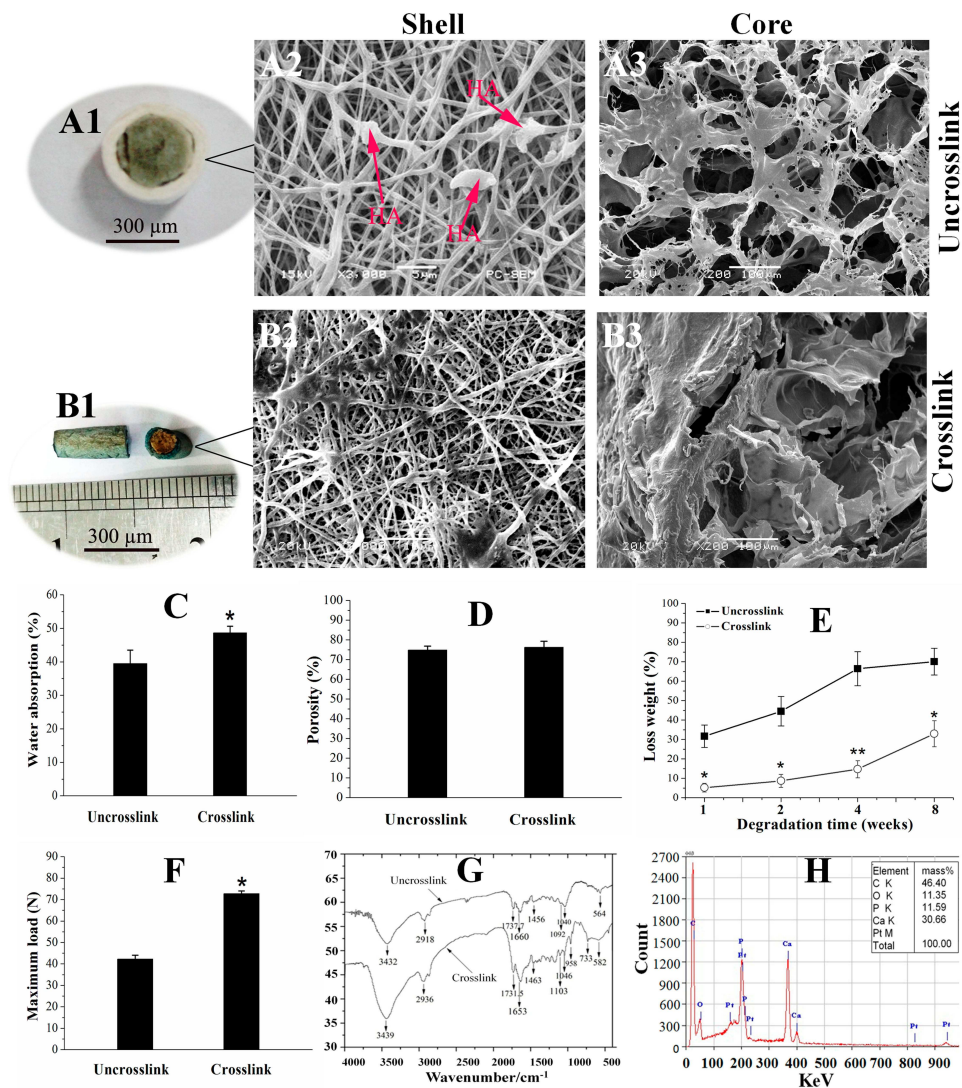 Shell
Core
A1
300 µm
A2
HA
HA
HA
15kV X3,000 5µm PC-SEM
A3
20kV X200 100µm
Uncrosslink
B1
300 µm
B2
20kV
B3
20kV X200 100µm
Crosslink
C
Water absorption (%)
60
50
40
30
20
10
0
*
Uncrosslink
Crosslink
D
Porosity (%)
100
90
80
70
60
50
40
30
20
10
0
Uncrosslink
Crosslink
E
Loss weight (%)
100
90
80
70
60
50
40
30
20
10
0
Uncrosslink
Crosslink
*
*
**
*
1 2 4 8
Degradation time (weeks)
F
Maximum load (N)
90
80
70
60
50
40
30
20
10
0
*
Uncrosslink
Crosslink
G
70
65
60
55
50
45
40
35
30
Uncrosslink
3432
2918
1737.7
1660
1456
1092
1040
564
Crosslink
3439
2936
1731.5
1653
1463
1103
1046
958
733
582
4000 3500 3000 2500 2000 1500 1000 500
Wavenumber/cm-1
H
Count
2700
2400
2100
1800
1500
1200
900
600
300
0
C
O
Pt
P
Pt
P
Pt
Ca
Ca
Pt
Pt
Element mass%
C K 46.40
O K 11.35
P K 11.59
Ca K 30.66
Pt M
Total 100.00
0 100 200 300 400 500 600 700 800 900
KeV